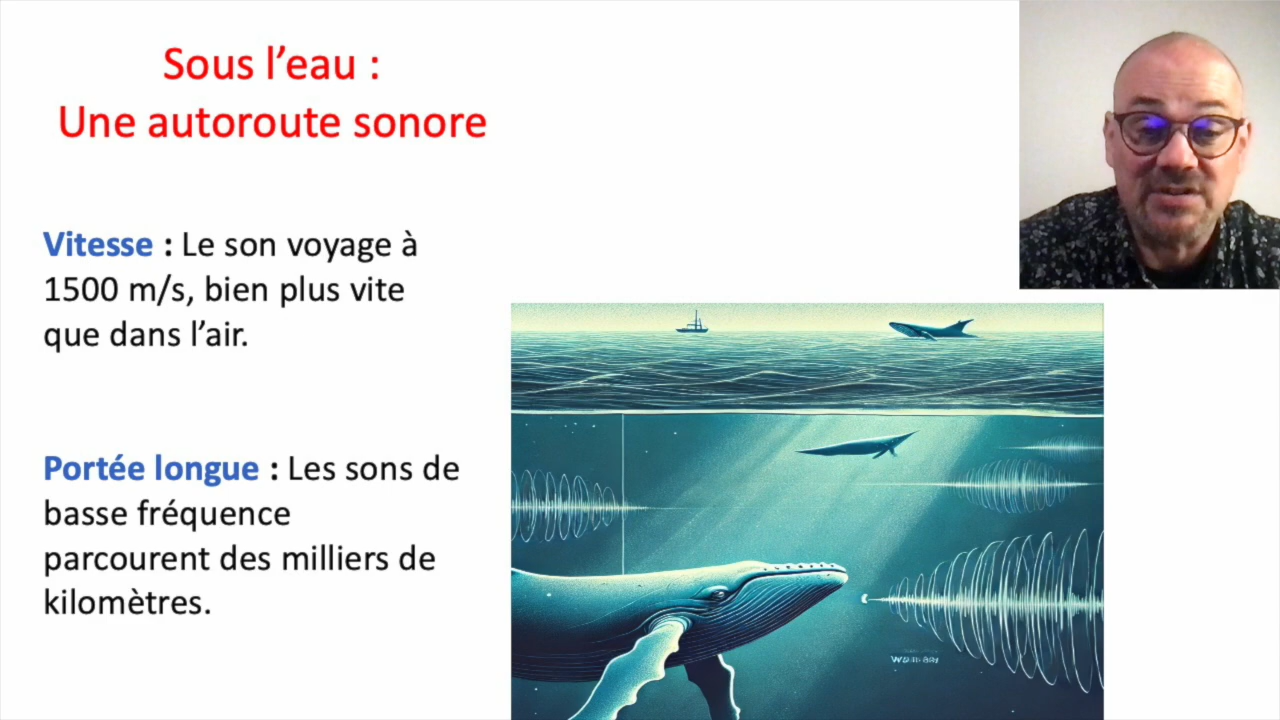 Sous l’eau :
Une autoroute sonore
Vitesse : Le son voyage à
1500 m/s, bien plus vite
que dans l’air.
Portée longue : Les sons de
basse fréquence
parcourent des milliers de
kilomètres.